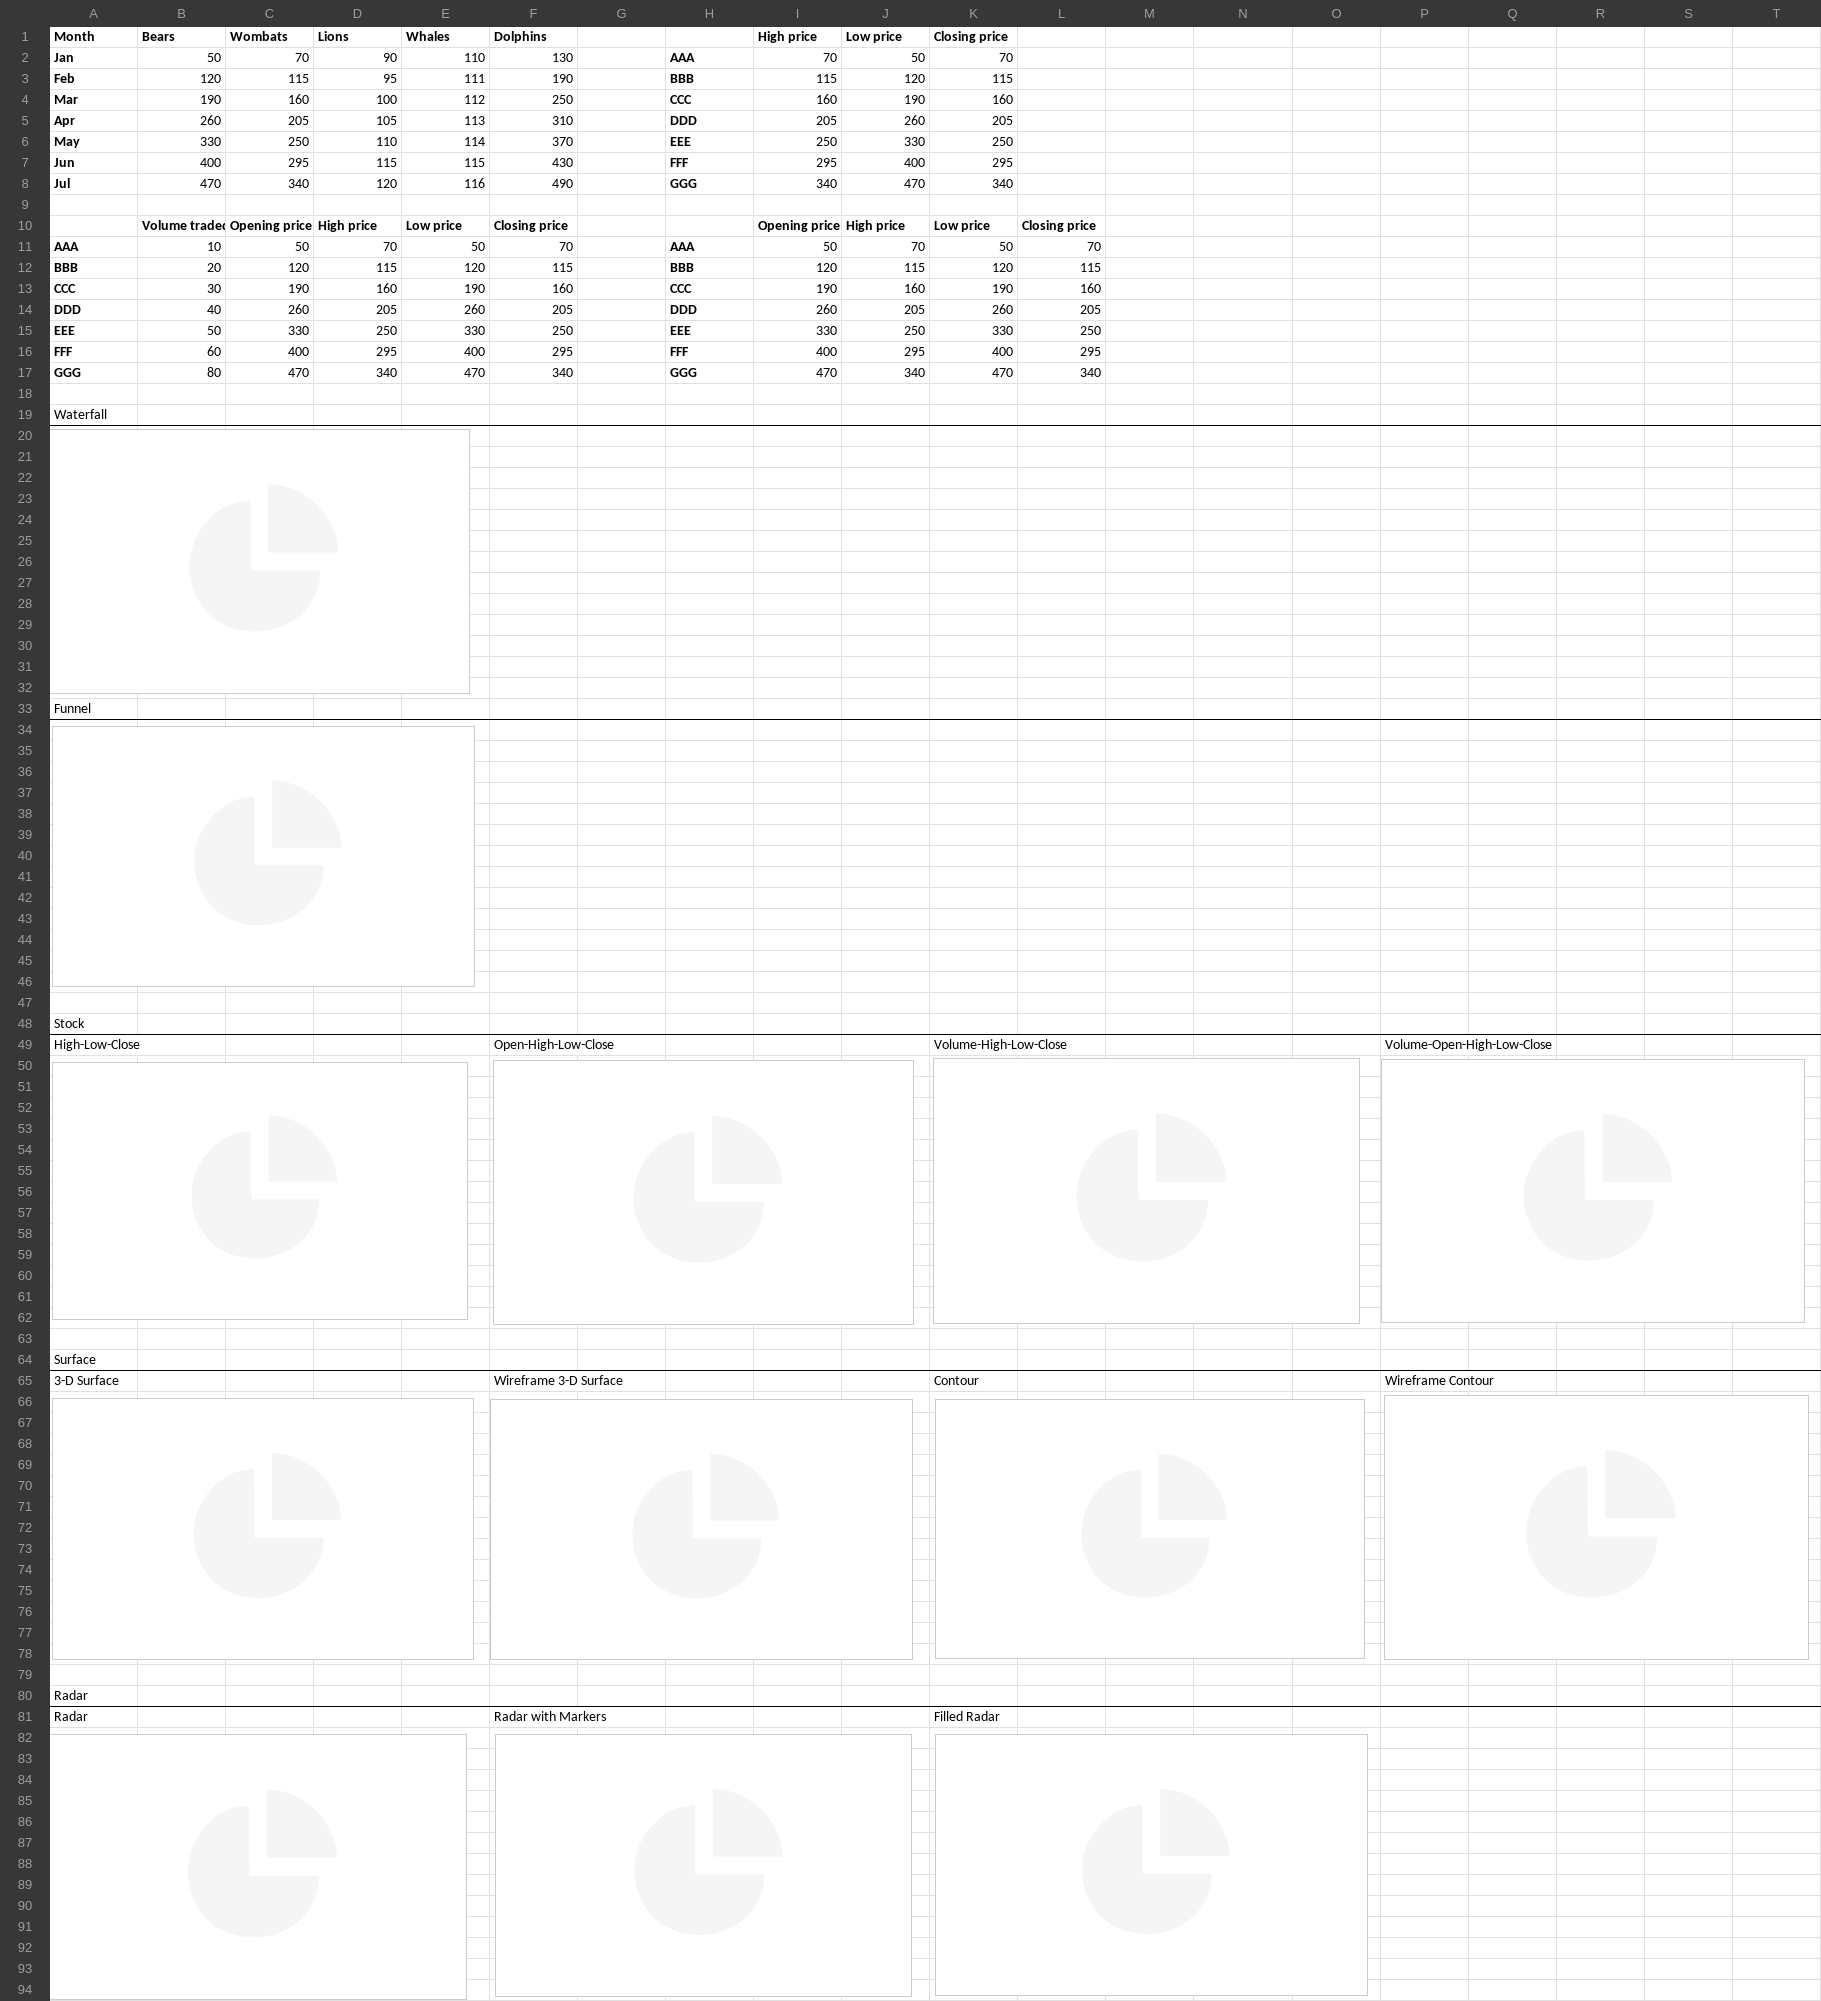 A B C D E F G H I J K L M N O P Q R S T
1 Month Bears Wombats Lions Whales Dolphins High price Low price Closing price
2 Jan 50 70 90 110 130 AAA 70 50 70
3 Feb 120 115 95 111 190 BBB 115 120 115
4 Mar 190 160 100 112 250 CCC 160 190 160
5 Apr 260 205 105 113 310 DDD 205 260 205
6 May 330 250 110 114 370 EEE 250 330 250
7 Jun 400 295 115 115 430 FFF 295 400 295
8 Jul 470 340 120 116 490 GGG 340 470 340
9
10 Volume traded Opening price High price Low price Closing price Opening price High price Low price Closing price
11 AAA 10 50 70 50 70 AAA 50 70 50 70
12 BBB 20 120 115 120 115 BBB 120 115 120 115
13 CCC 30 190 160 190 160 CCC 190 160 190 160
14 DDD 40 260 205 260 205 DDD 260 205 260 205
15 EEE 50 330 250 330 250 EEE 330 250 330 250
16 FFF 60 400 295 400 295 FFF 400 295 400 295
17 GGG 80 470 340 470 340 GGG 470 340 470 340
18
19 Waterfall
20
21
22
23
24
25
26
27
28
29
30
31
32
33 Funnel
34
35
36
37
38
39
40
41
42
43
44
45
46
47
48 Stock
49 High-Low-Close Open-High-Low-Close Volume-High-Low-Close Volume-Open-High-Low-Close
50
51
52
53
54
55
56
57
58
59
60
61
62
63
64 Surface
65 3-D Surface Wireframe 3-D Surface Contour Wireframe Contour
66
67
68
69
70
71
72
73
74
75
76
77
78
79
80 Radar
81 Radar Radar with Markers Filled Radar
82
83
84
85
86
87
88
89
90
91
92
93
94